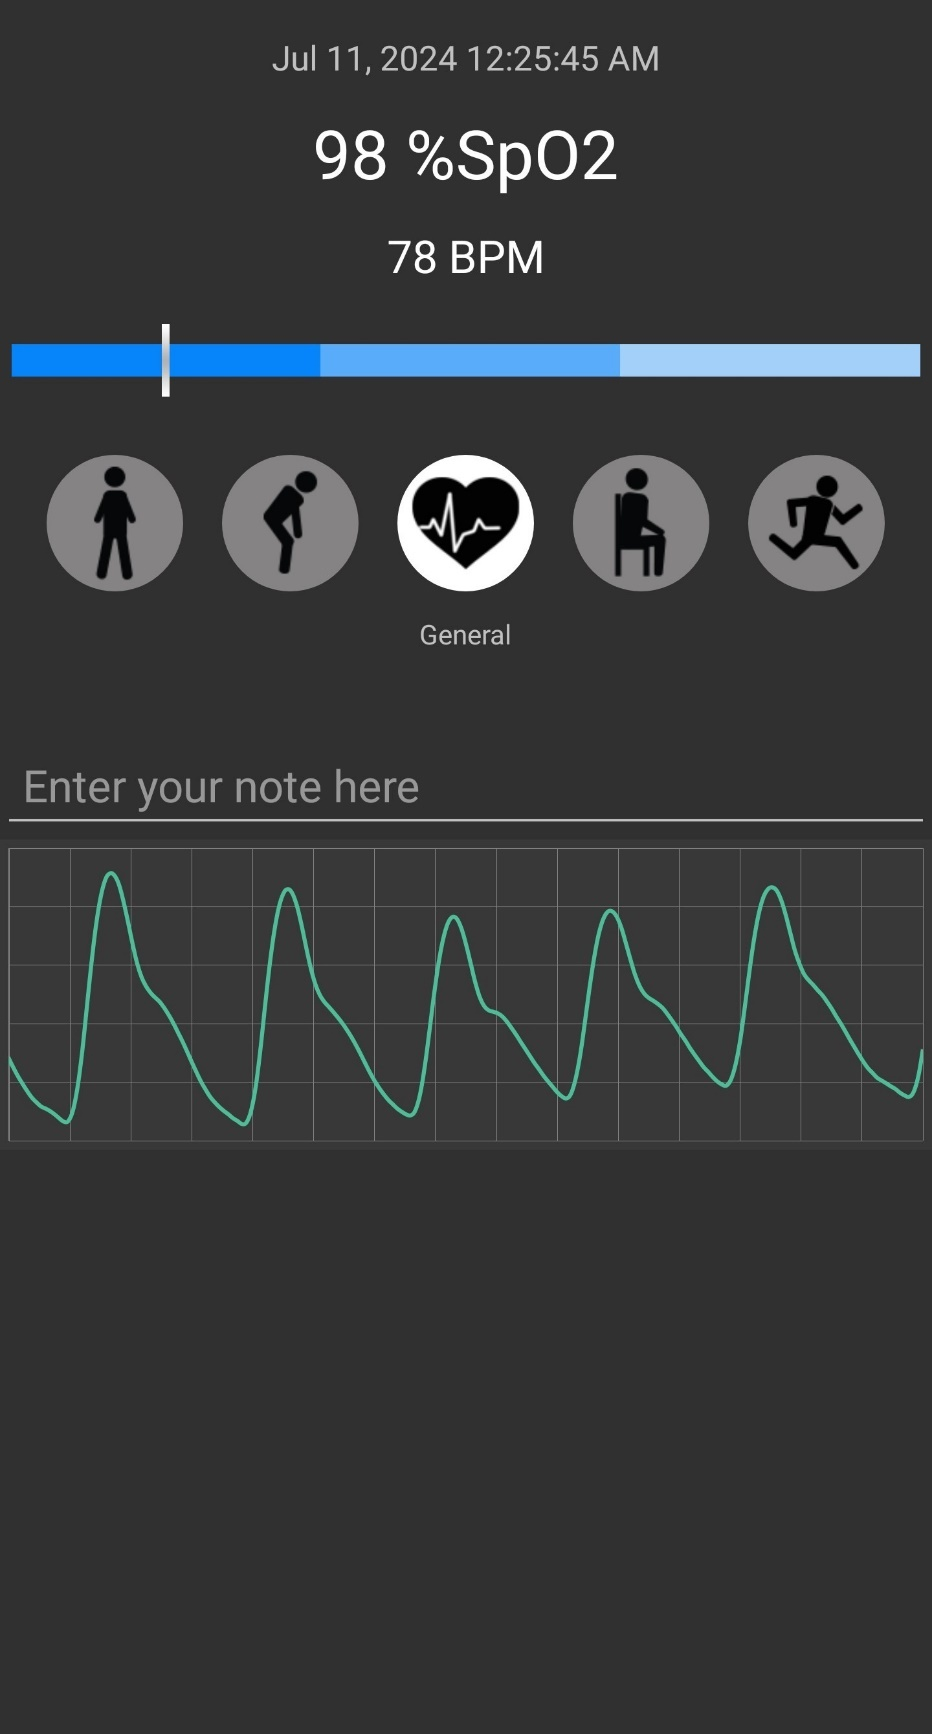 Jul 11, 2024 12:25:45 AM
98 %SpO2
78 BPM
General
Enter your note here